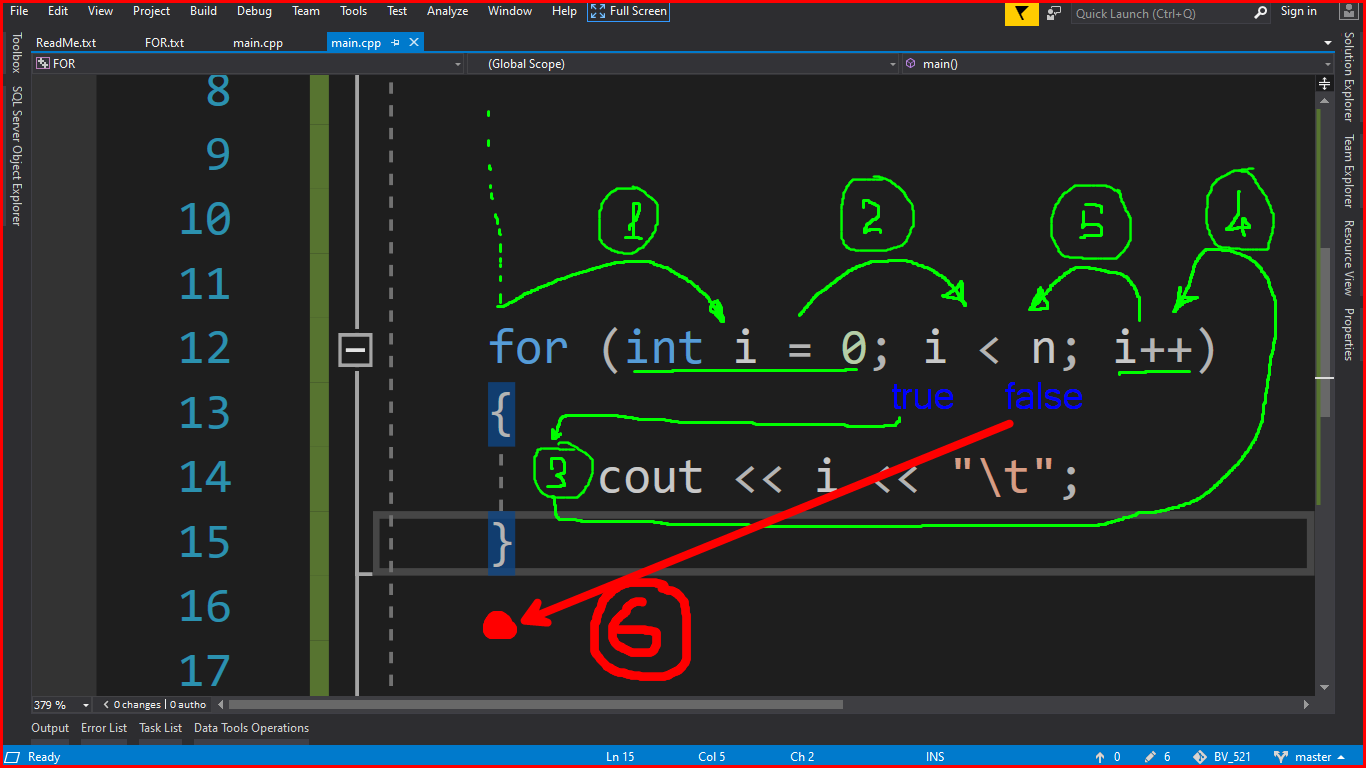 File Edit View Project Build Debug Team Tools Test Analyze Window Help Full Screen Quick Launch (Ctrl+Q) Sign in
ReadMe.txt FOR.txt main.cpp main.cpp
FOR (Global Scope) main()
Toolbox
SQL Server Object Explorer
Solution Explorer
Team Explorer
Resource View
Properties
8
9
1 2 5 4
10
11
12 for (int i = 0; i < n; i++)
true false
13 {
14 3 cout << i << "\t";
15 }
16
6
17
379 % 0 changes | 0 autho
Output Error List Task List Data Tools Operations
Ready Ln 15 Col 5 Ch 2 INS 0 6 BV_521 master